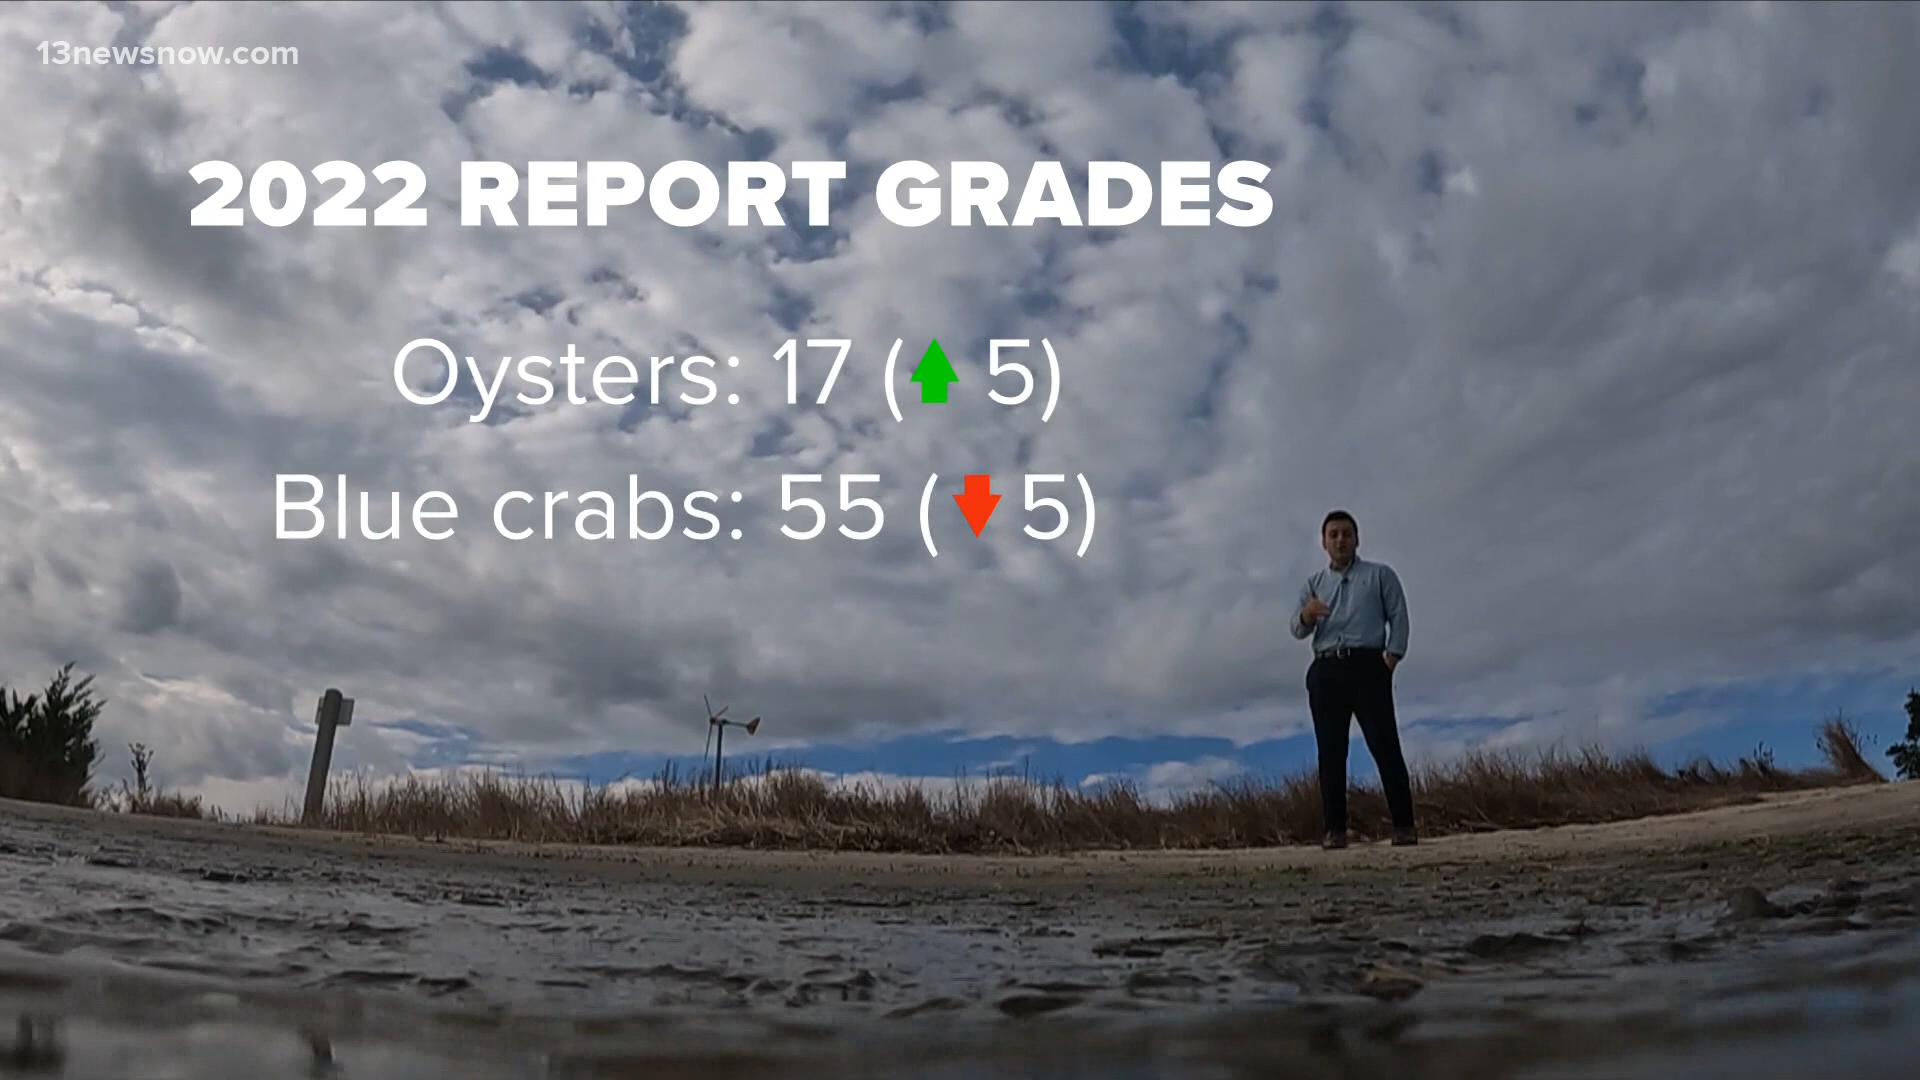 13newsnow.com
2022 REPORT GRADES
Oysters: 17 (⬆ 5)
Blue crabs: 55 (⬇ 5)